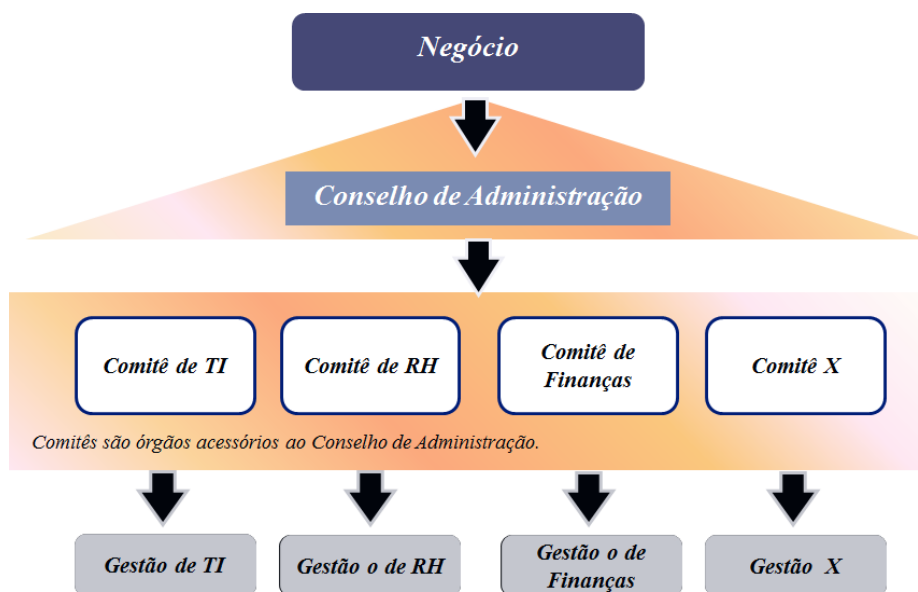 Negócio
Conselho de Administração
Comitê de TI
Comitê de RH
Comitê de
Finanças
Comitê X
Comitês são órgãos acessórios ao Conselho de Administração.
Gestão de TI
Gestão o de RH
Gestão o de
Finanças
Gestão X